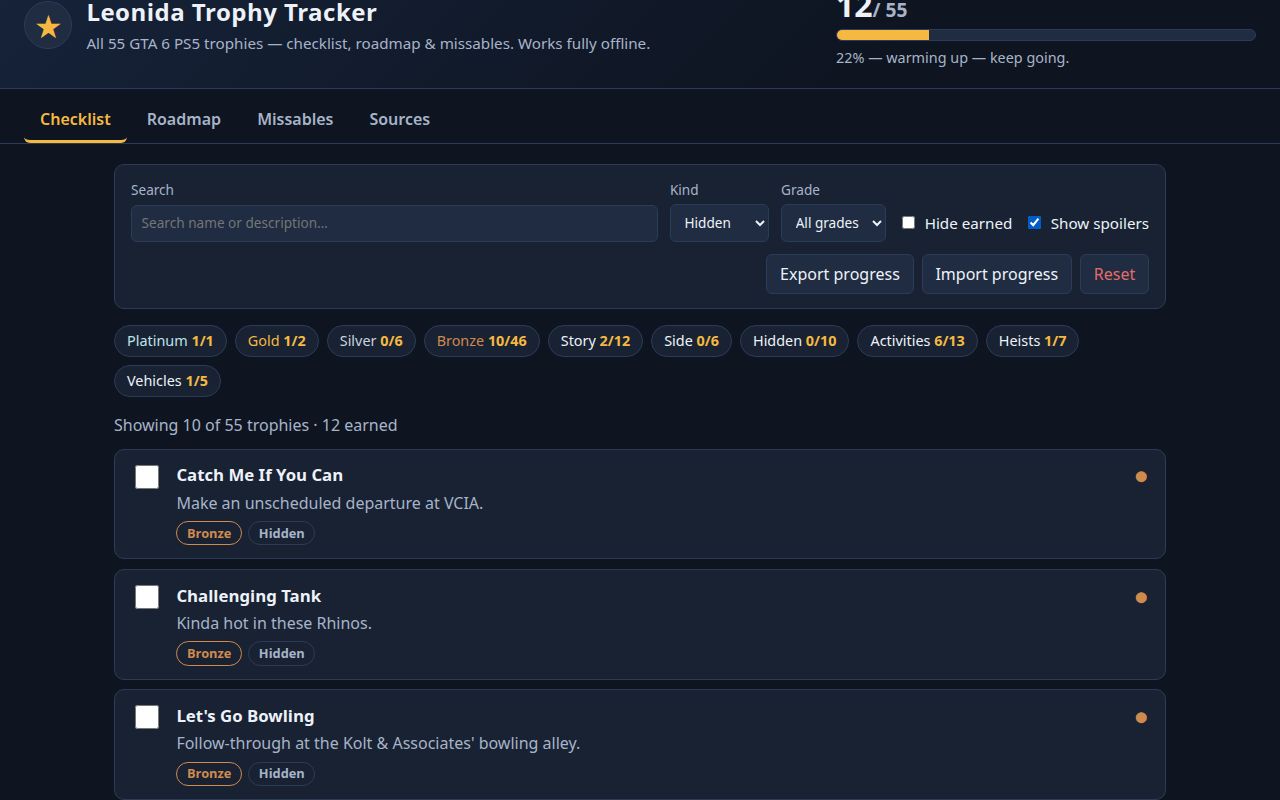 Leonida Trophy Tracker
All 55 GTA 6 PS5 trophies — checklist, roadmap & missables. Works fully offline.
12/ 55
22% — warming up — keep going.
Checklist Roadmap Missables Sources
Search Kind Grade
Search name or description... Hidden All grades Hide earned Show spoilers
Export progress Import progress Reset
Platinum 1/1 Gold 1/2 Silver 0/6 Bronze 10/46 Story 2/12 Side 0/6 Hidden 0/10 Activities 6/13 Heists 1/7
Vehicles 1/5
Showing 10 of 55 trophies · 12 earned
Catch Me If You Can
Make an unscheduled departure at VCIA.
Bronze Hidden
Challenging Tank
Kinda hot in these Rhinos.
Bronze Hidden
Let's Go Bowling
Follow-through at the Kolt & Associates' bowling alley.
Bronze Hidden